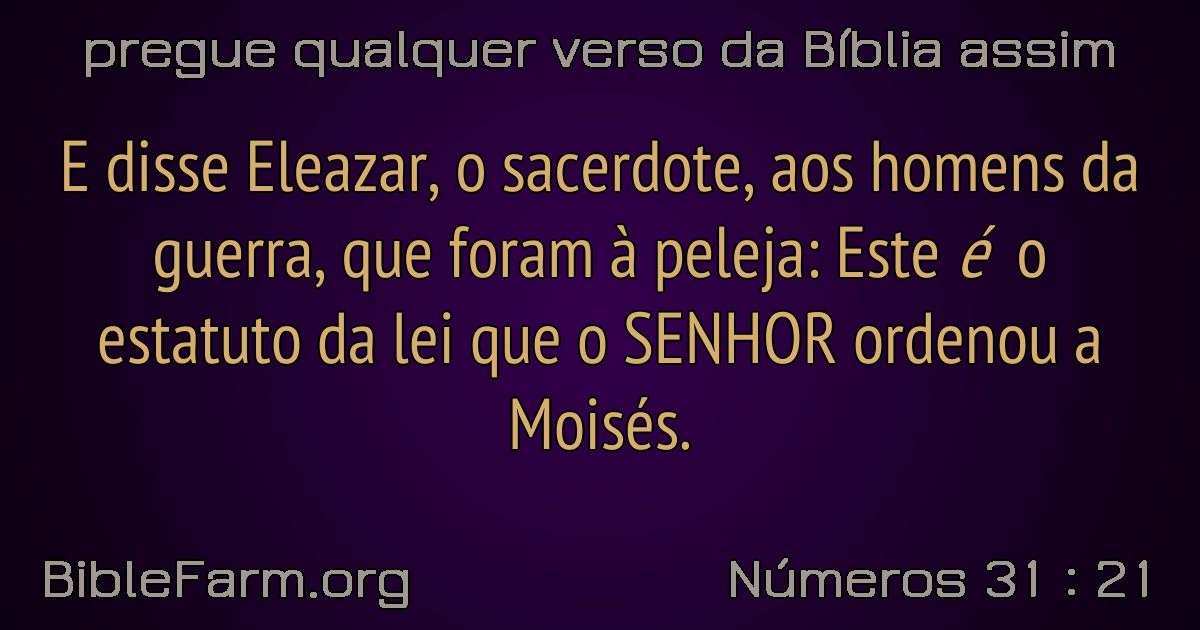 pregue qualquer verso da Bíblia assim
E disse Eleazar, o sacerdote, aos homens da
guerra, que foram à peleja: Este é o
estatuto da lei que o SENHOR ordenou a
Moisés.
BibleFarm.org
Números 31 : 21